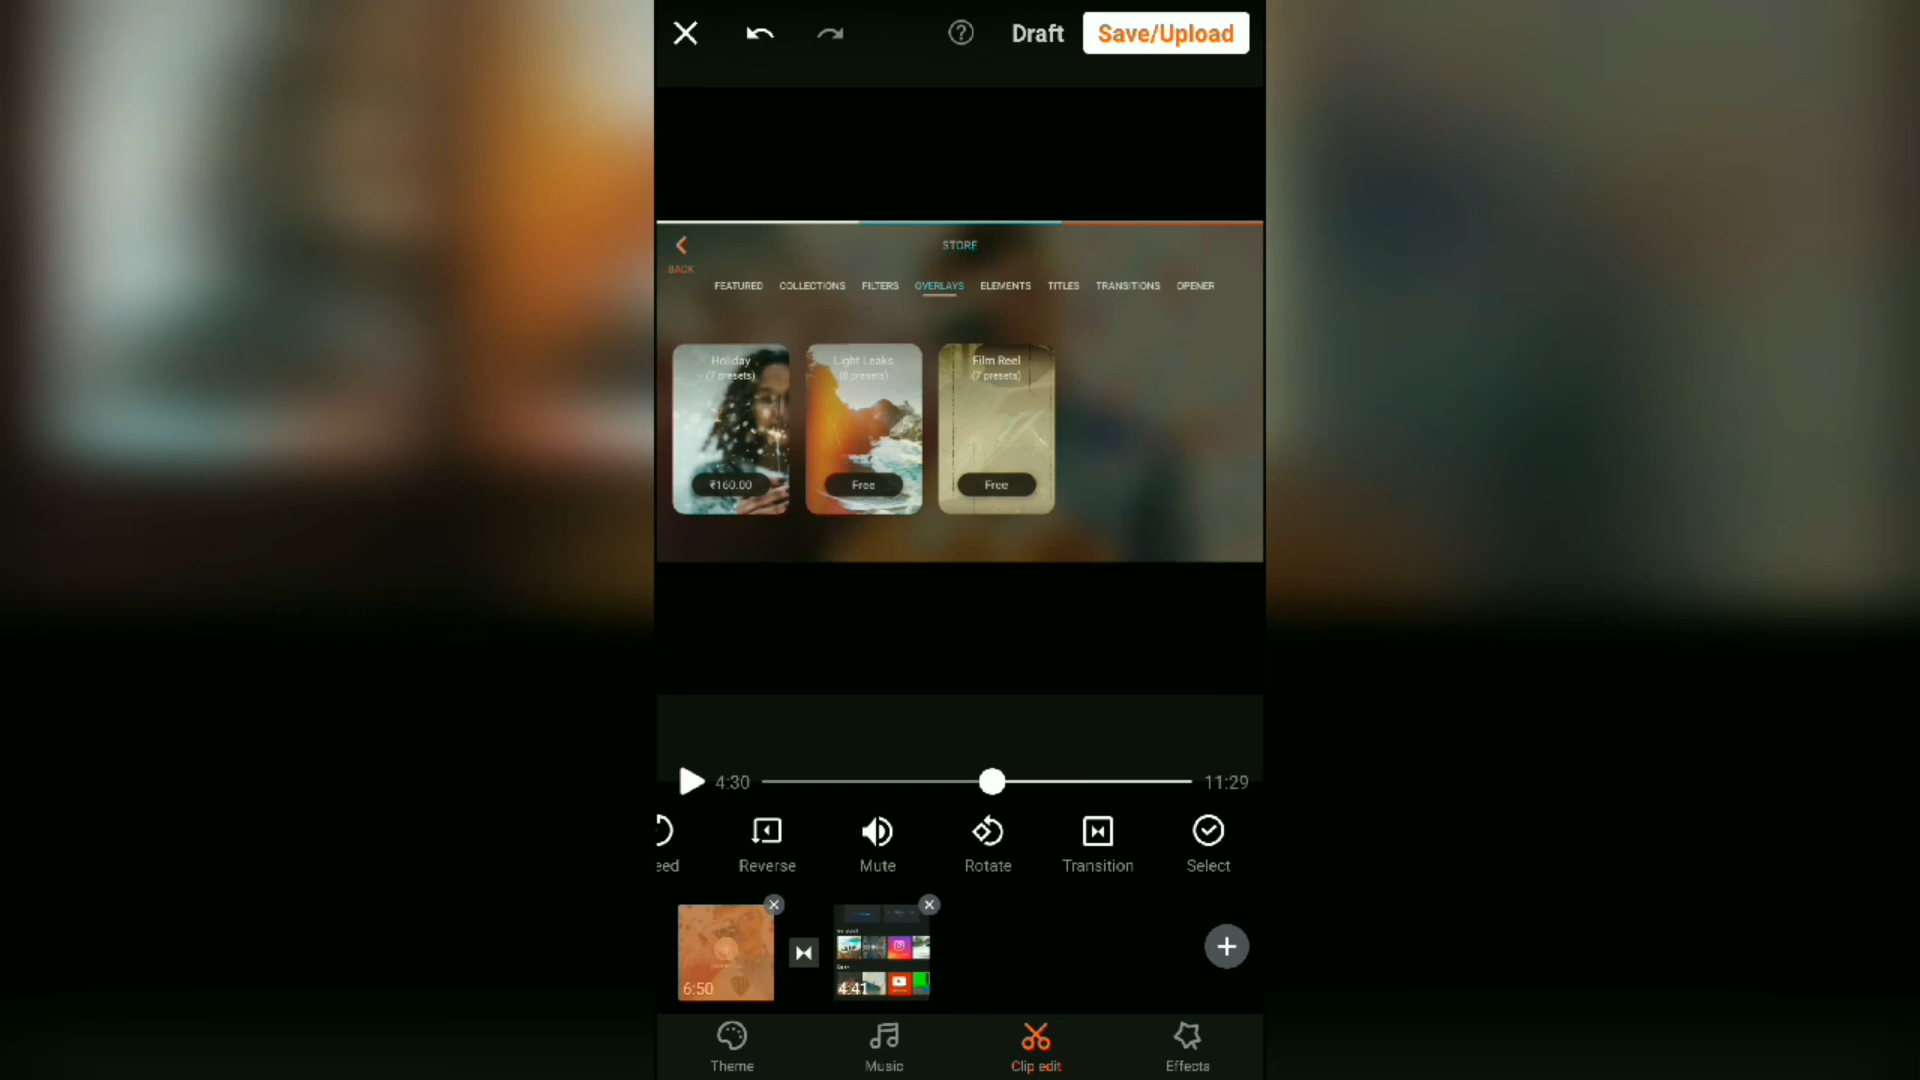 Draft Save/Upload
STORE
BACK
FEATURED COLLECTIONS FILTERS OVERLAYS ELEMENTS TITLES TRANSITIONS OPENER
Holiday
(7 presets)
₹160.00
Light Leaks
presets)
Free
Film Reel
(7 presets)
Free
4:30 11:29
eed Reverse Mute Rotate Transition Select
6:50
4:41
Theme Music Clip edit Effects